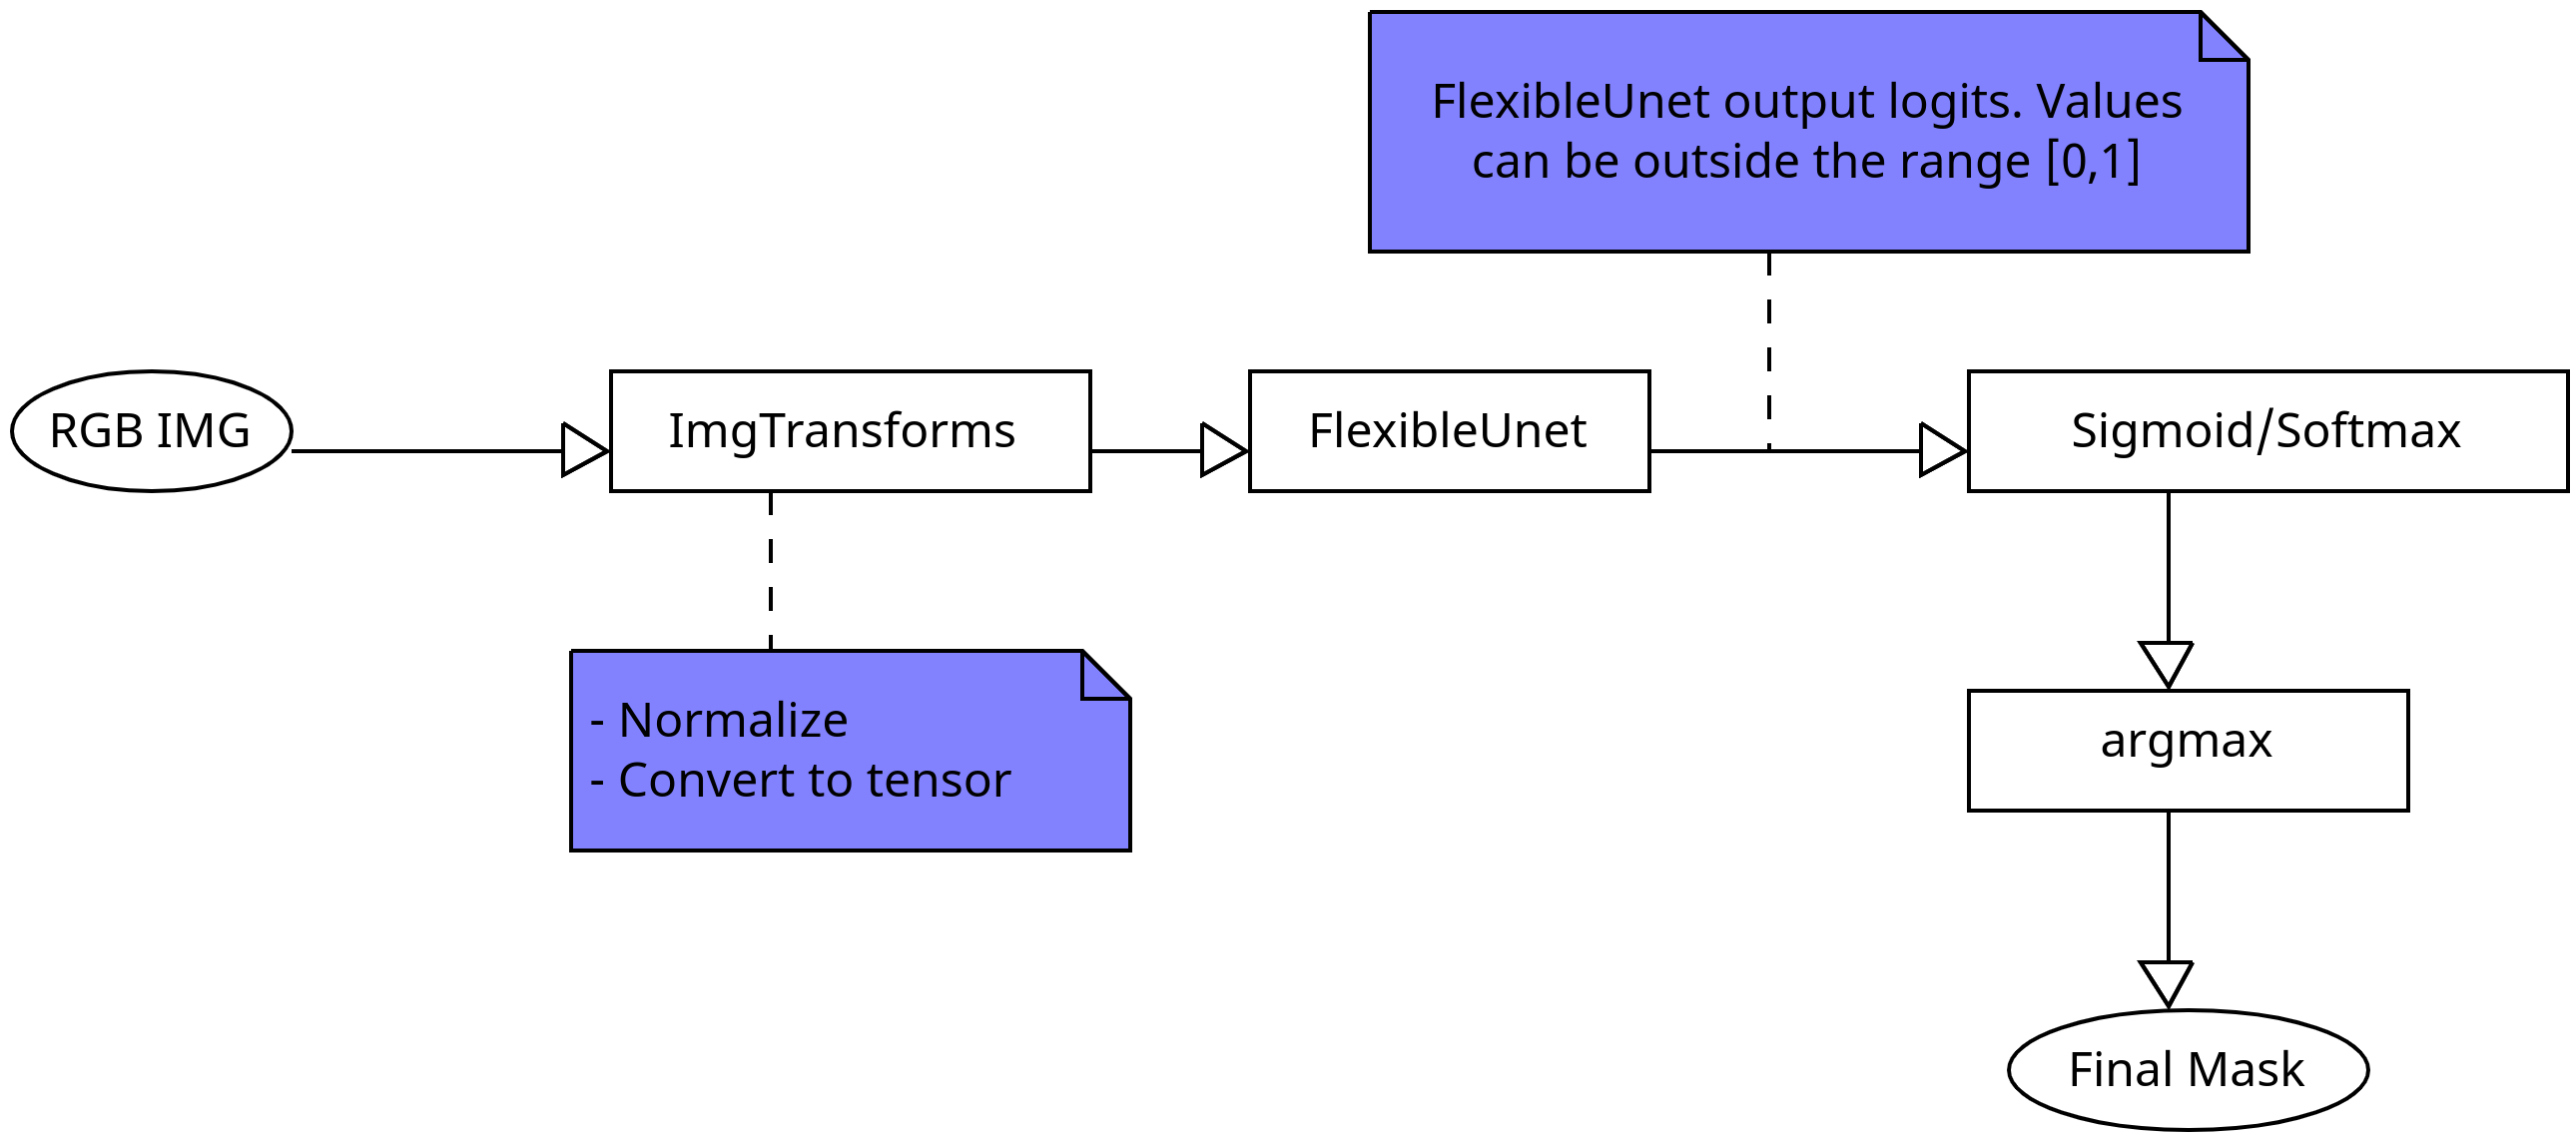 FlexibleUnet output logits. Values
can be outside the range [0,1]
RGB IMG
ImgTransforms
FlexibleUnet
Sigmoid/Softmax
- Normalize
- Convert to tensor
argmax
Final Mask